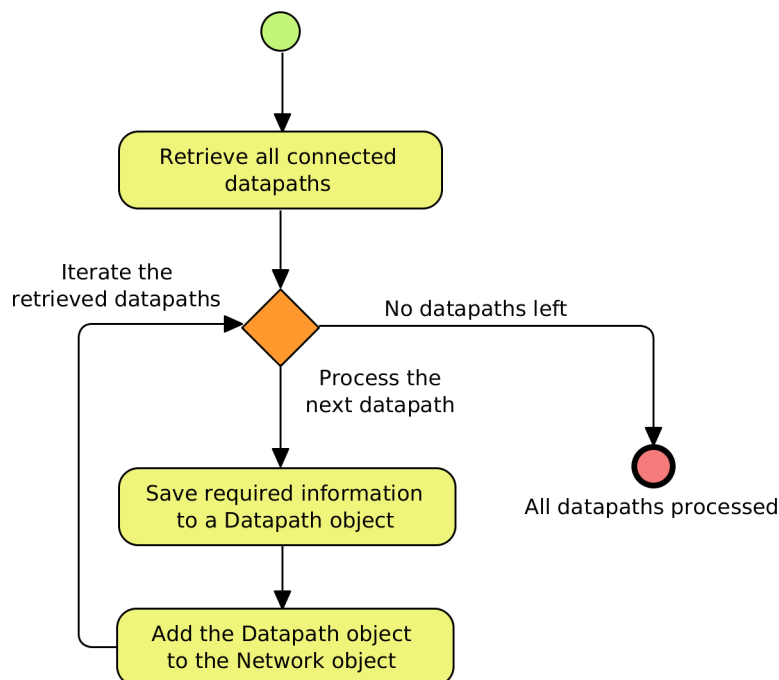 Retrieve all connected
datapaths
Iterate the
retrieved datapaths
No datapaths left
Process the
next datapath
Save required information
to a Datapath object
All datapaths processed
Add the Datapath object
to the Network object